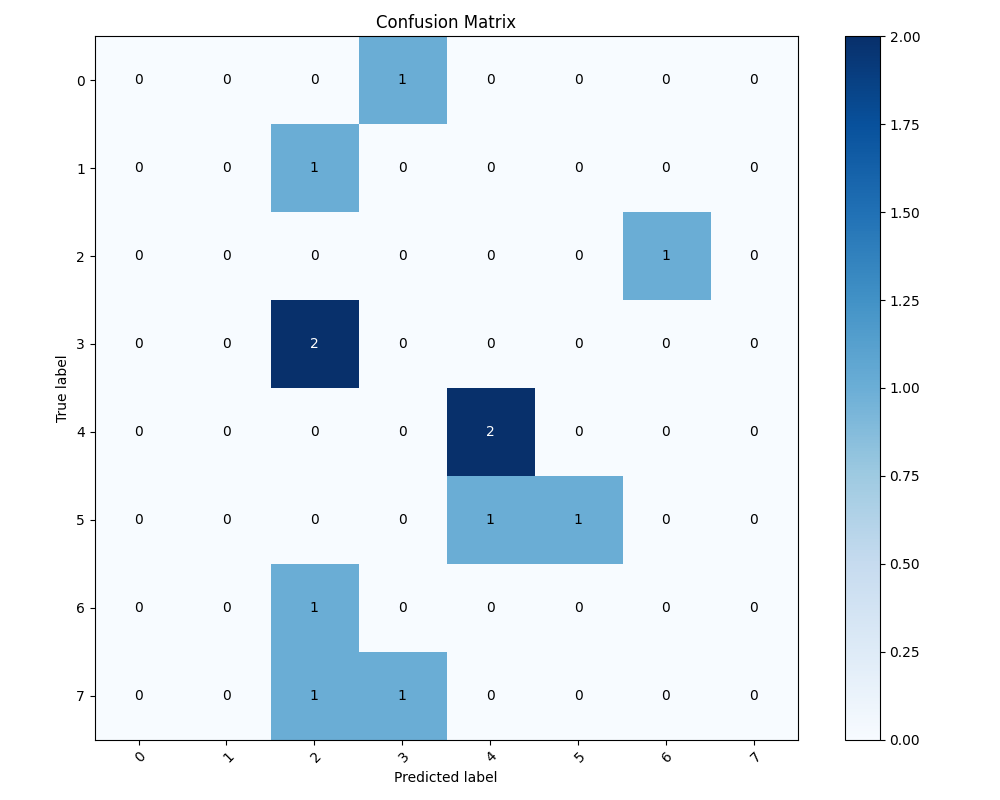 Confusion Matrix
0 0 0 0 1 0 0 0 0
1 0 0 1 0 0 0 0 0
2 0 0 0 0 0 0 1 0
3 0 0 2 0 0 0 0 0
4 0 0 0 0 2 0 0 0
5 0 0 0 0 1 1 0 0
6 0 0 1 0 0 0 0 0
7 0 0 1 1 0 0 0 0
0 1 2 3 4 5 6 7
True label
Predicted label
2.00
1.75
1.50
1.25
1.00
0.75
0.50
0.25
0.00